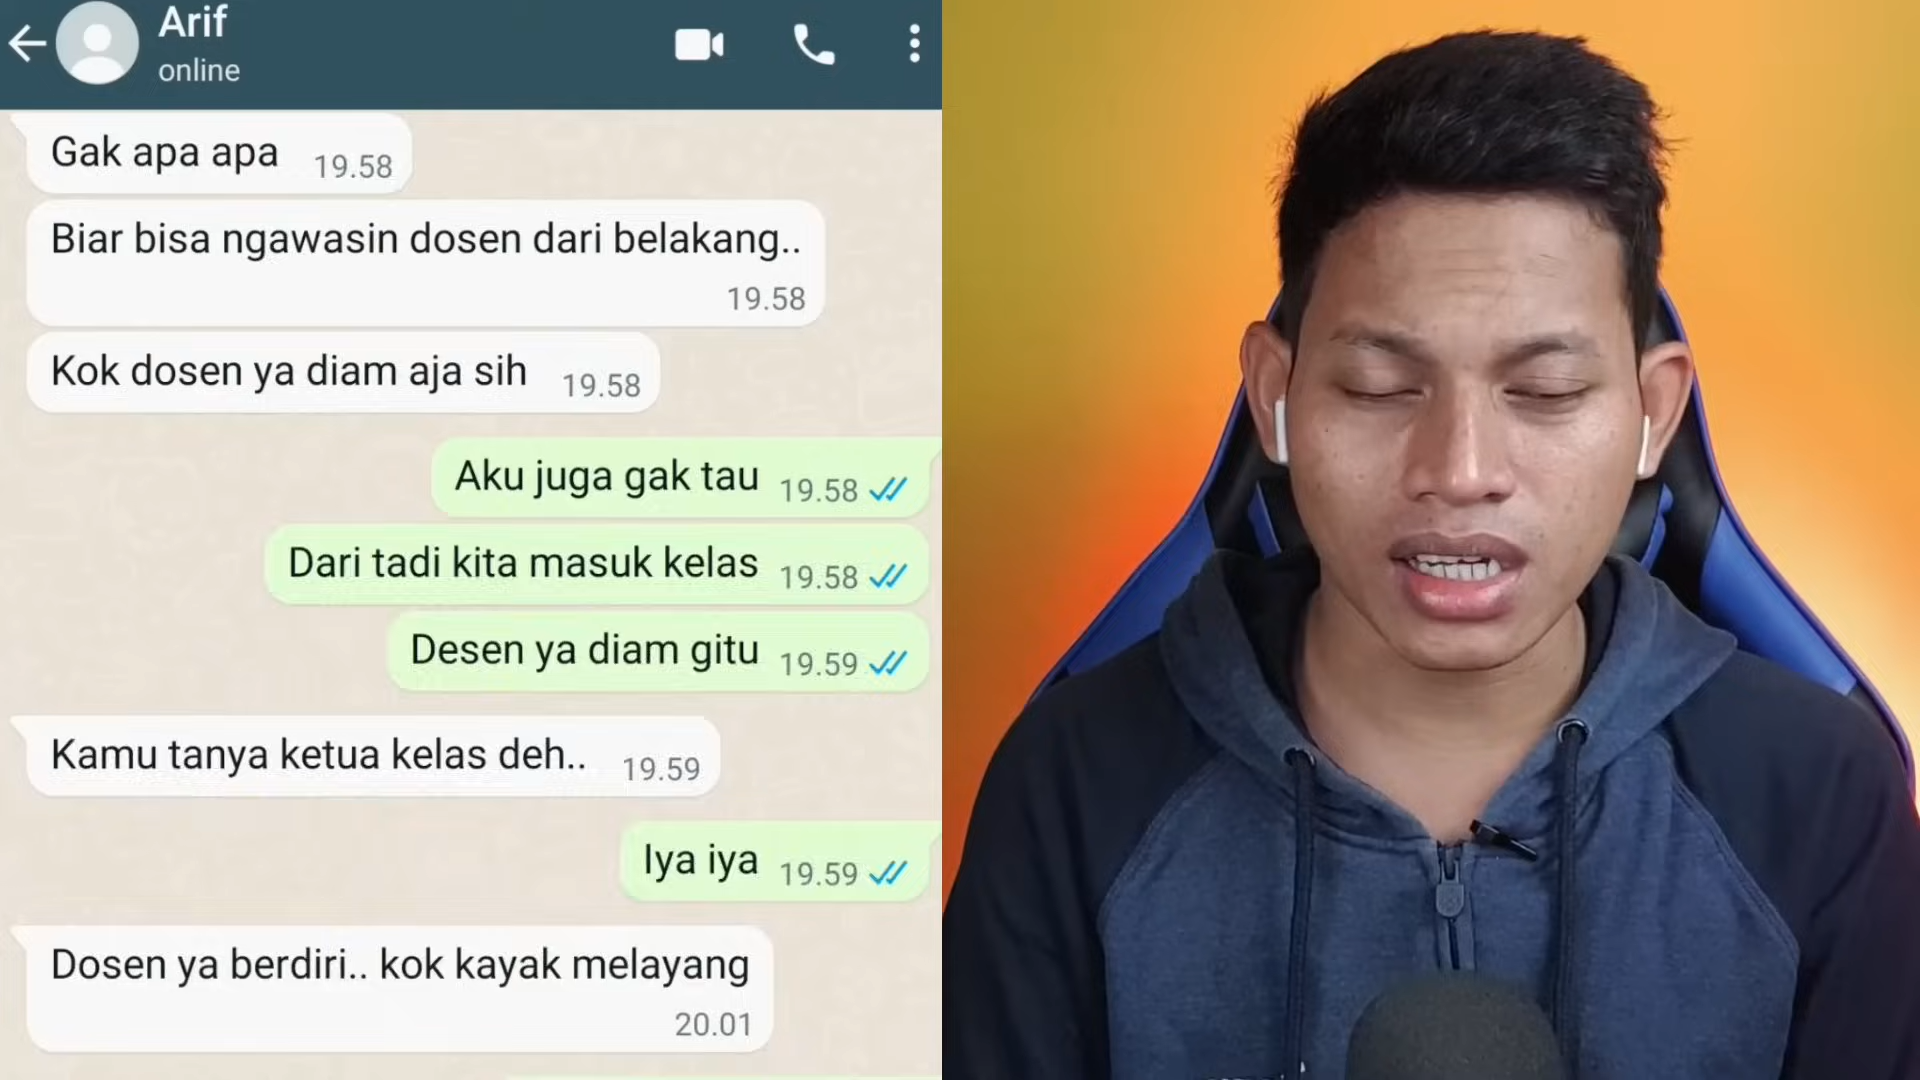 Arif
online
Gak apa apa 19.58
Biar bisa ngawasin dosen dari belakang..
19.58
Kok dosen ya diam aja sih 19.58
Aku juga gak tau 19.58
Dari tadi kita masuk kelas 19.58
Desen ya diam gitu 19.59
Kamu tanya ketua kelas deh.. 19.59
Iya iya 19.59
Dosen ya berdiri.. kok kayak melayang
20.01